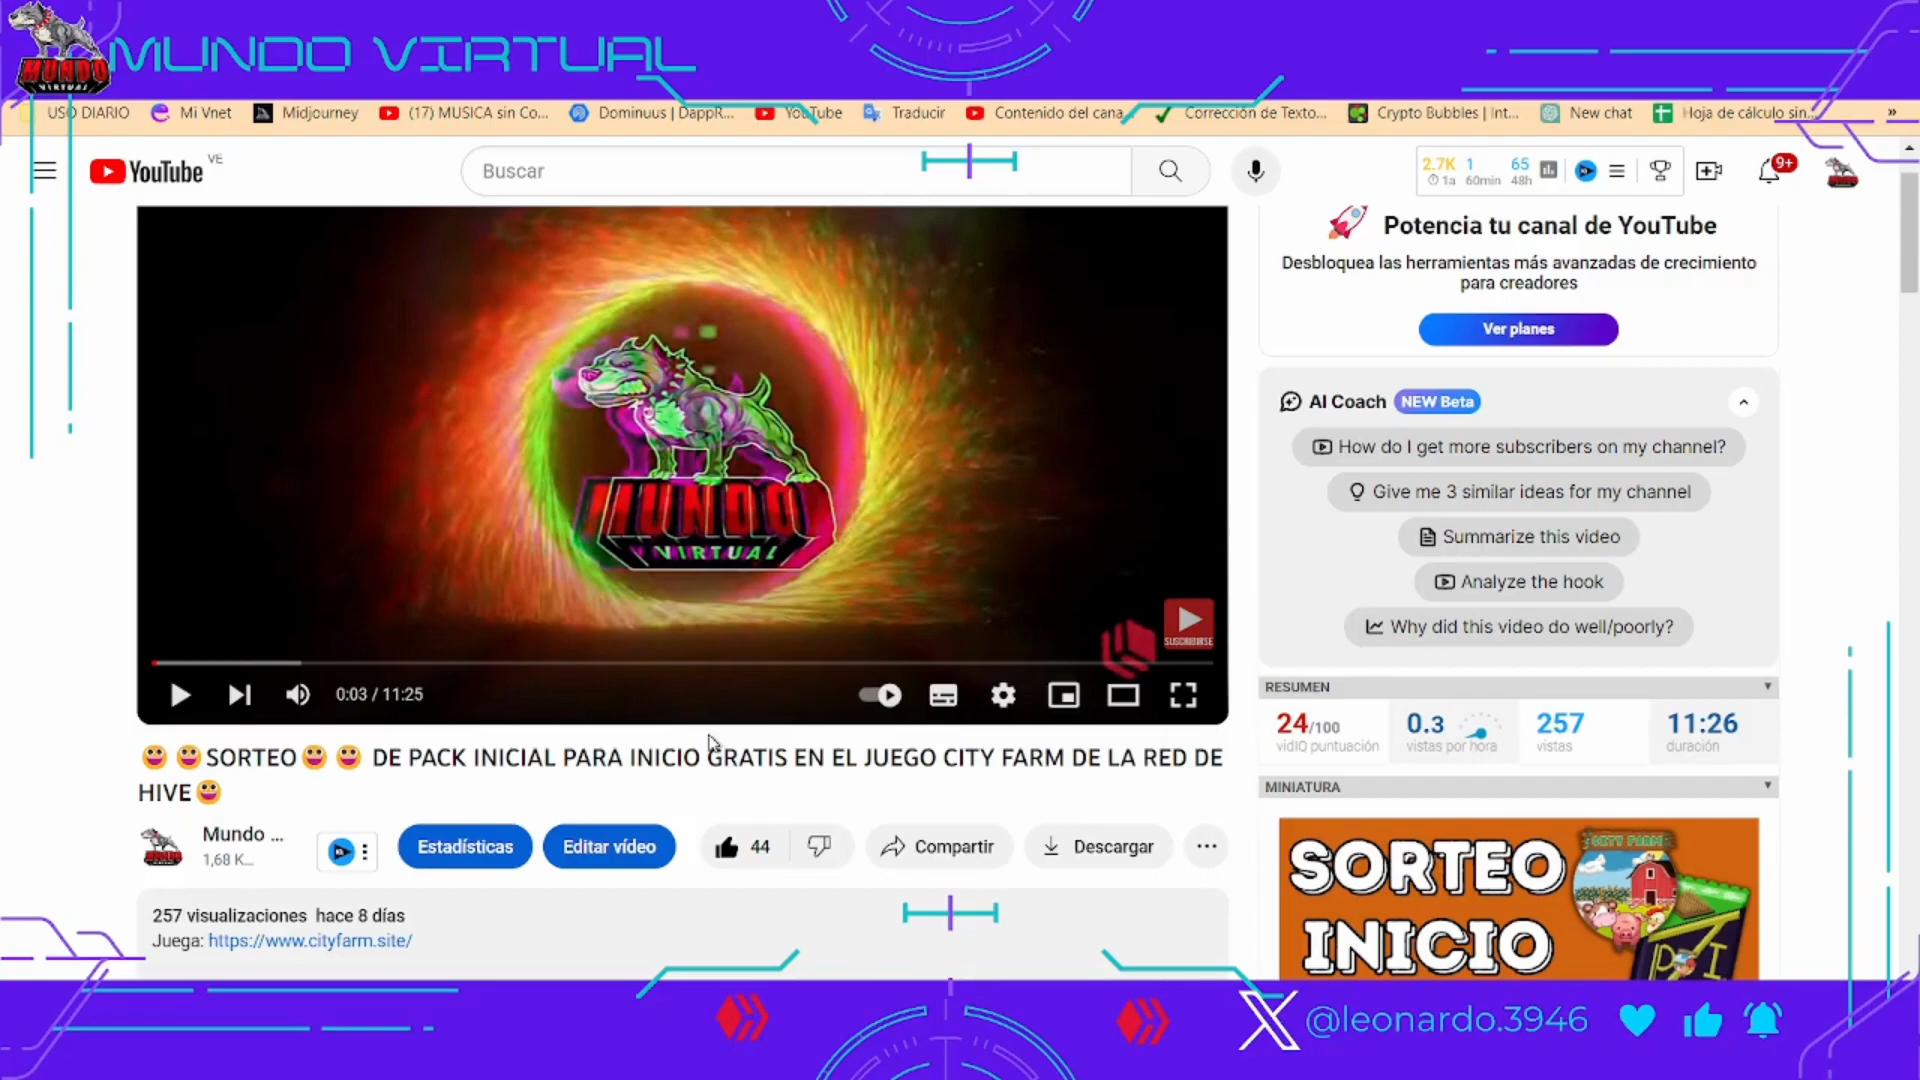 MUNDO VIRTUAL
MUNDO
VIRTUAL
USO DIARIO
Mi Vnet
Midjourney
(17) MUSICA sin Co...
Dominuus | DappR...
YouTube
Traducir
Contenido del cana
Corrección de Texto...
Crypto Bubbles | Int...
New chat
Hoja de cálculo sin...
»
YouTube VE
Buscar
2.7K 1 65
1a 60min 48h
9+
Potencia tu canal de YouTube
Desbloquea las herramientas más avanzadas de crecimiento
para creadores
Ver planes
AI Coach NEW Beta
How do I get more subscribers on my channel?
Give me 3 similar ideas for my channel
Summarize this video
Analyze the hook
Why did this video do well/poorly?
MUNDO
VIRTUAL
SUSCRIBIRSE
0:03 / 11:25
RESUMEN
24/100
vidIQ puntuación
0.3
vistas por hora
257
vistas
11:26
duración
MINIATURA
SORTEO
INICIO
CITY FARM
😀 😀SORTEO😀 😀 DE PACK INICIAL PARA INICIO GRATIS EN EL JUEGO CITY FARM DE LA RED DE
HIVE😀
Mundo ...
1,68 K...
Estadísticas
Editar vídeo
44
Compartir
Descargar
257 visualizaciones hace 8 días
Juega: https://www.cityfarm.site/
X @leonardo.3946